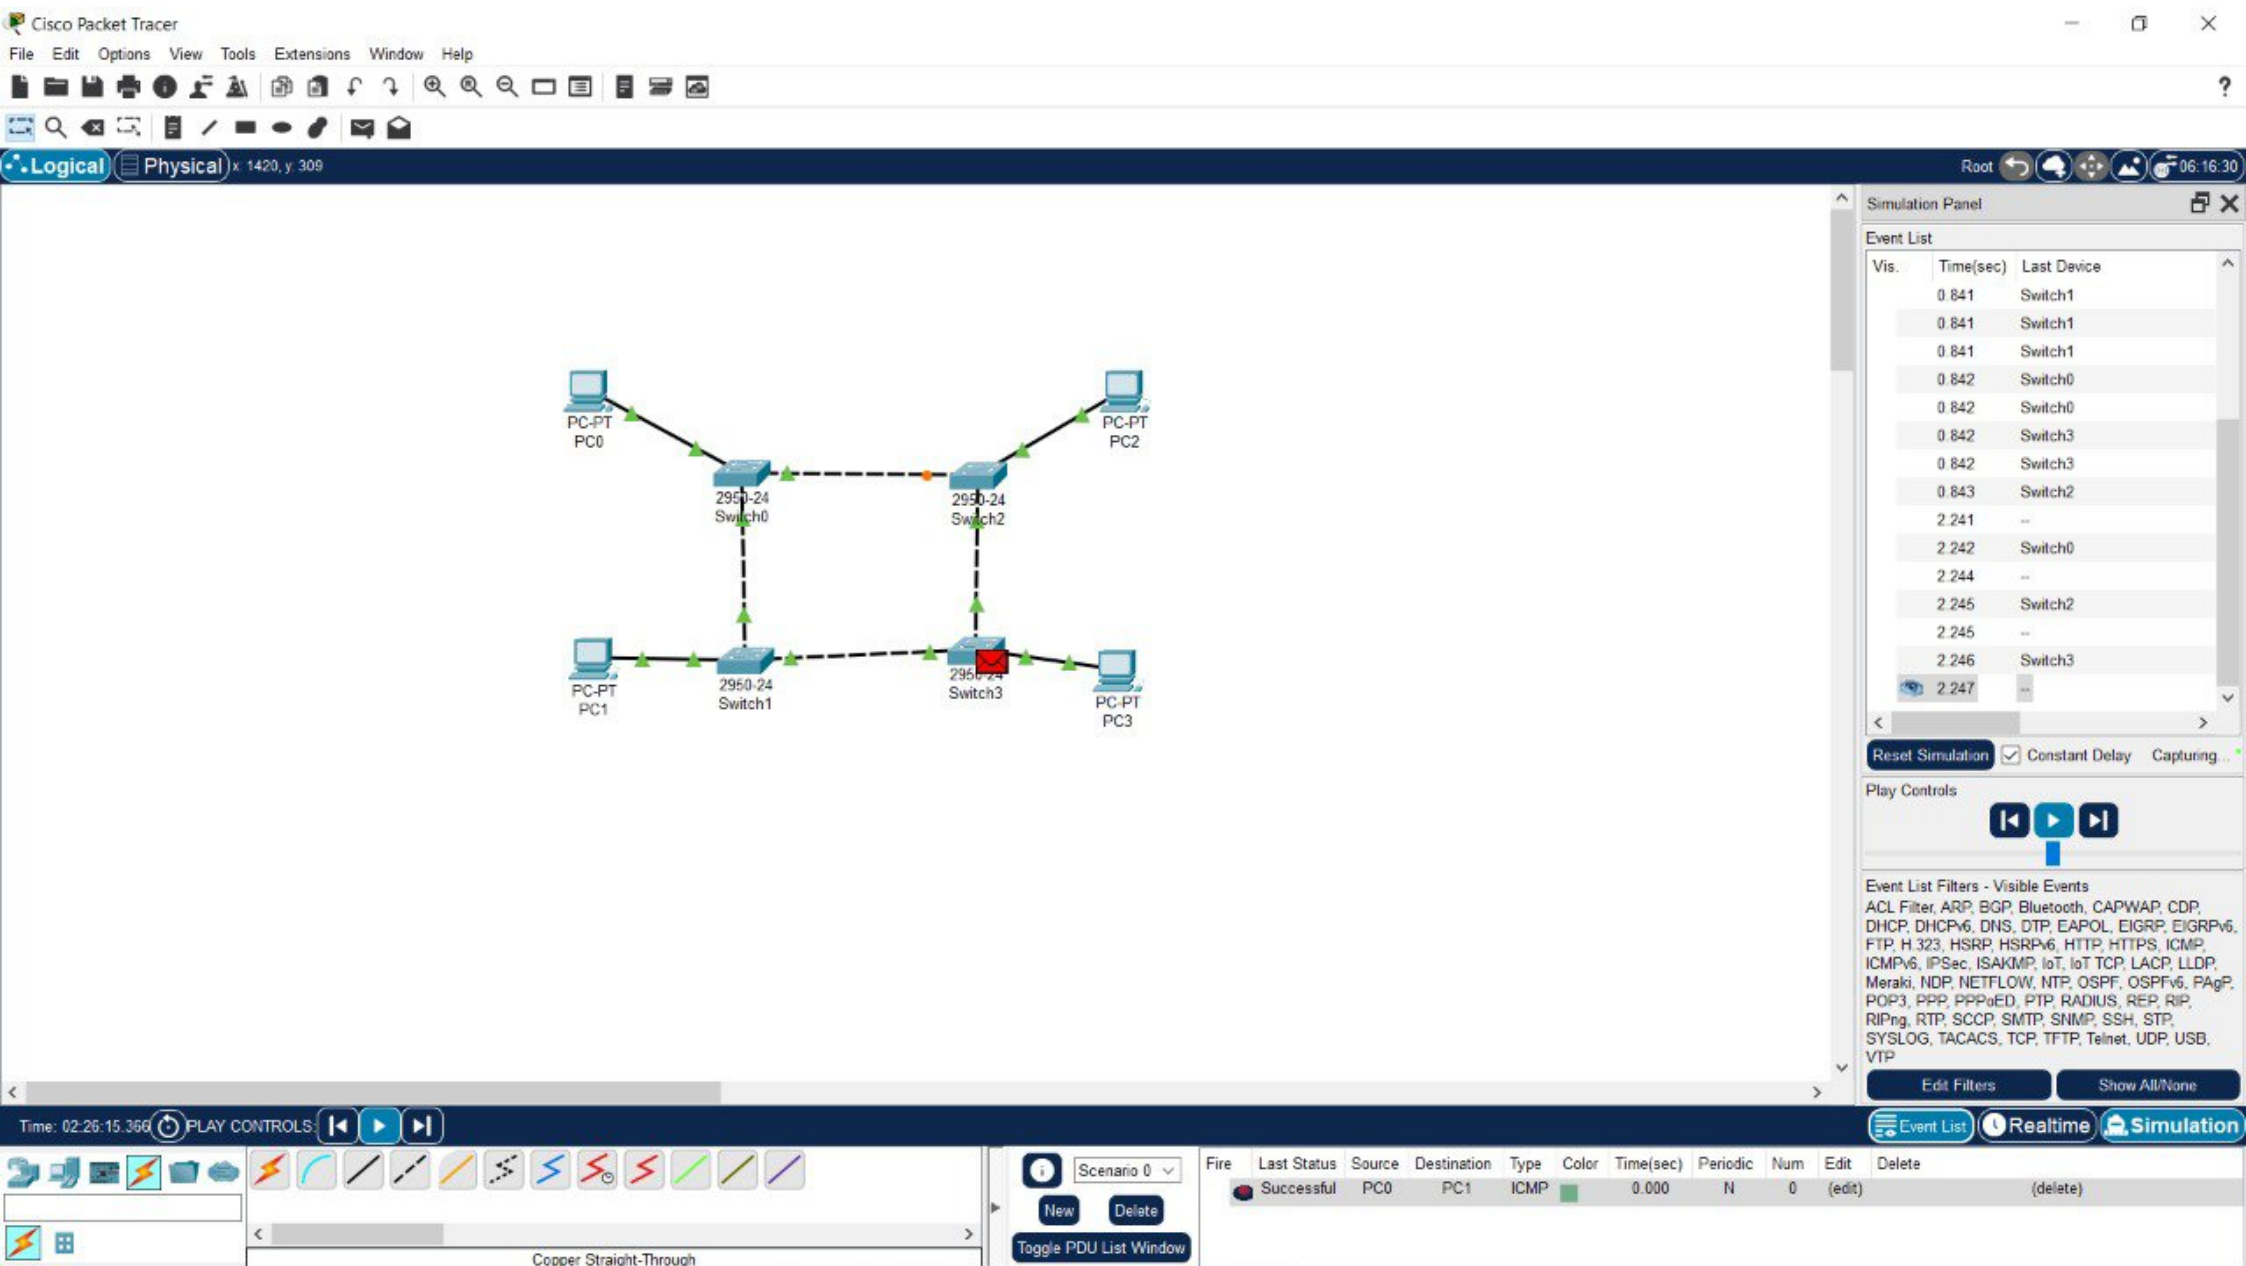 Cisco Packet Tracer
File Edit Options View Tools Extensions Window Help
?
Logical Physical x: 1420, y: 309 Root 06:16:30
Simulation Panel
Event List
Vis. Time(sec) Last Device
0.841 Switch1
0.841 Switch1
0.841 Switch1
0.842 Switch0
0.842 Switch0
0.842 Switch3
0.842 Switch3
0.843 Switch2
2.241 --
2.242 Switch0
2.244 --
2.245 Switch2
2.245 --
2.246 Switch3
2.247 --
Reset Simulation Constant Delay Capturing...
Play Controls
Event List Filters - Visible Events
ACL Filter, ARP, BGP, Bluetooth, CAPWAP, CDP,
DHCP, DHCPv6, DNS, DTP, EAPOL, EIGRP, EIGRPv6,
FTP, H.323, HSRP, HSRPv6, HTTP, HTTPS, ICMP,
ICMPv6, IPSec, ISAKMP, IoT, IoT TCP, LACP, LLDP,
Meraki, NDP, NETFLOW, NTP, OSPF, OSPFv6, PAgP,
POP3, PPP, PPPoED, PTP, RADIUS, REP, RIP,
RIPng, RTP, SCCP, SMTP, SNMP, SSH, STP,
SYSLOG, TACACS, TCP, TFTP, Telnet, UDP, USB,
VTP
Edit Filters Show All/None
PC-PT
PC0
PC-PT
PC2
2950-24
Switch0
2950-24
Switch2
PC-PT
PC1
2950-24
Switch1
2950-24
Switch3
PC-PT
PC3
Time: 02:26:15.366 PLAY CONTROLS: Event List Realtime Simulation
Scenario 0
New Delete
Toggle PDU List Window
Fire Last Status Source Destination Type Color Time(sec) Periodic Num Edit Delete
Successful PC0 PC1 ICMP 0.000 N 0 (edit) (delete)
Copper Straight-Through